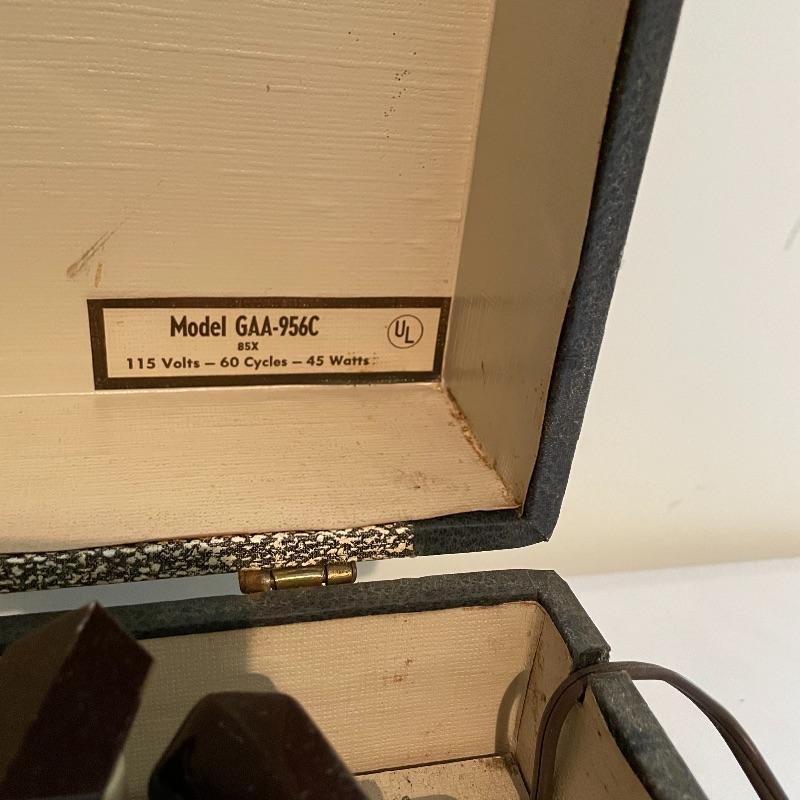 Model GAA-956C
UL
85X
115 Volts – 60 Cycles – 45 Watts